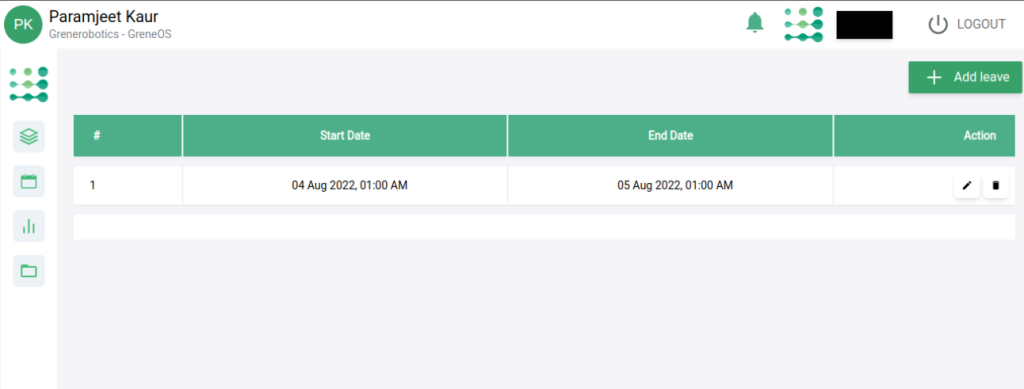 PK
Paramjeet Kaur
Grenerobotics - GreneOS
LOGOUT
Add leave
# Start Date End Date Action
1 04 Aug 2022, 01:00 AM 05 Aug 2022, 01:00 AM